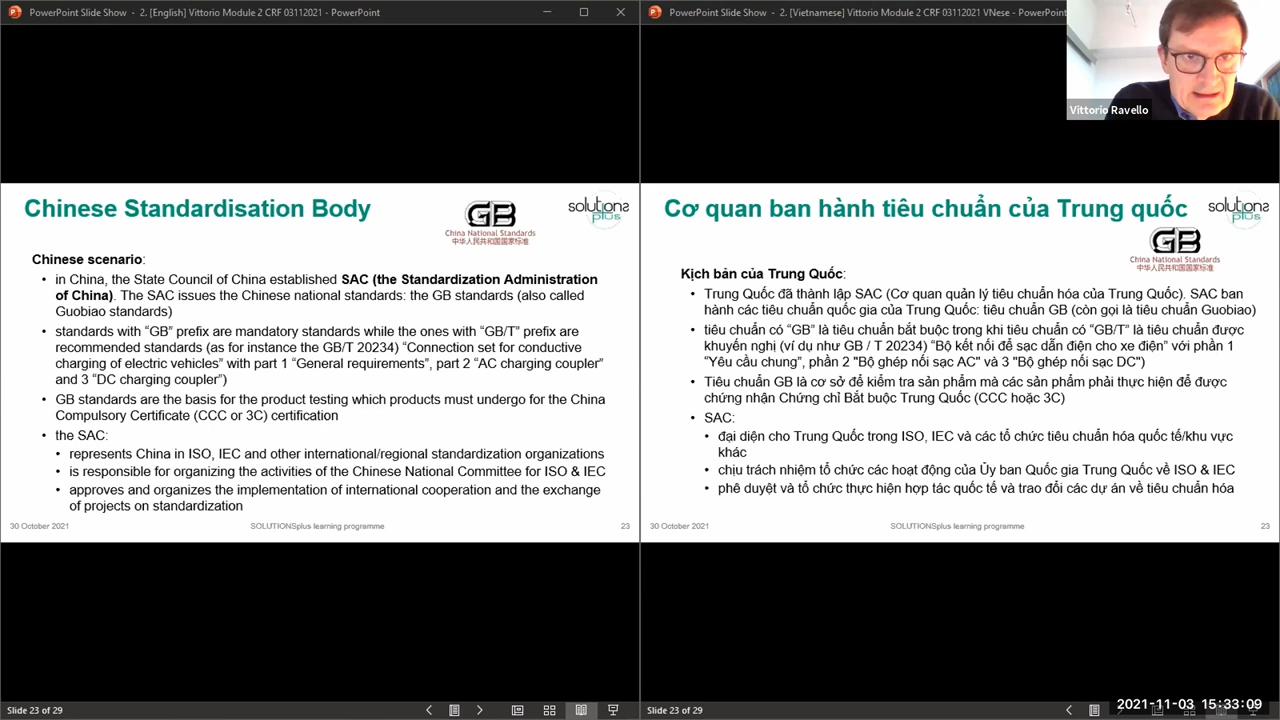 PowerPoint Slide Show - 2. [English] Vittorio Module 2 CRF 03112021 - PowerPoint
Chinese Standardisation Body
GB
China National Standards
中华人民共和国国家标准
solutions
plus
Chinese scenario:
• in China, the State Council of China established SAC (the Standardization Administration
of China). The SAC issues the Chinese national standards: the GB standards (also called
Guobiao standards)
• standards with “GB” prefix are mandatory standards while the ones with “GB/T” prefix are
recommended standards (as for instance the GB/T 20234) “Connection set for conductive
charging of electric vehicles” with part 1 “General requirements”, part 2 “AC charging coupler”
and 3 “DC charging coupler”)
• GB standards are the basis for the product testing which products must undergo for the China
Compulsory Certificate (CCC or 3C) certification
• the SAC:
• represents China in ISO, IEC and other international/regional standardization organizations
• is responsible for organizing the activities of the Chinese National Committee for ISO & IEC
• approves and organizes the implementation of international cooperation and the exchange
of projects on standardization
30 October 2021 SOLUTIONSplus learning programme 23
Slide 23 of 29
PowerPoint Slide Show - 2. [Vietnamese] Vittorio Module 2 CRF 03112021 VNese - PowerPoint
Vittorio Ravello
Cơ quan ban hành tiêu chuẩn của Trung quốc
solutions
plus
GB
China National Standards
中华人民共和国国家标准
Kịch bản của Trung Quốc:
• Trung Quốc đã thành lập SAC (Cơ quan quản lý tiêu chuẩn hóa của Trung Quốc). SAC ban
hành các tiêu chuẩn quốc gia của Trung Quốc: tiêu chuẩn GB (còn gọi là tiêu chuẩn Guobiao)
• tiêu chuẩn có “GB” là tiêu chuẩn bắt buộc trong khi tiêu chuẩn có “GB/T” là tiêu chuẩn được
khuyến nghị (ví dụ như GB / T 20234) “Bộ kết nối để sạc dẫn điện cho xe điện” với phần 1
“Yêu cầu chung”, phần 2 "Bộ ghép nối sạc AC" và 3 "Bộ ghép nối sạc DC")
• Tiêu chuẩn GB là cơ sở để kiểm tra sản phẩm mà các sản phẩm phải thực hiện để được
chứng nhận Chứng chỉ Bắt buộc Trung Quốc (CCC hoặc 3C)
• SAC:
• đại diện cho Trung Quốc trong ISO, IEC và các tổ chức tiêu chuẩn hóa quốc tế/khu vực
khác
• chịu trách nhiệm tổ chức các hoạt động của Ủy ban Quốc gia Trung Quốc về ISO & IEC
• phê duyệt và tổ chức thực hiện hợp tác quốc tế và trao đổi các dự án về tiêu chuẩn hóa
30 October 2021 SOLUTIONSplus learning programme 23
Slide 23 of 29
2021-11-03 15:33:09